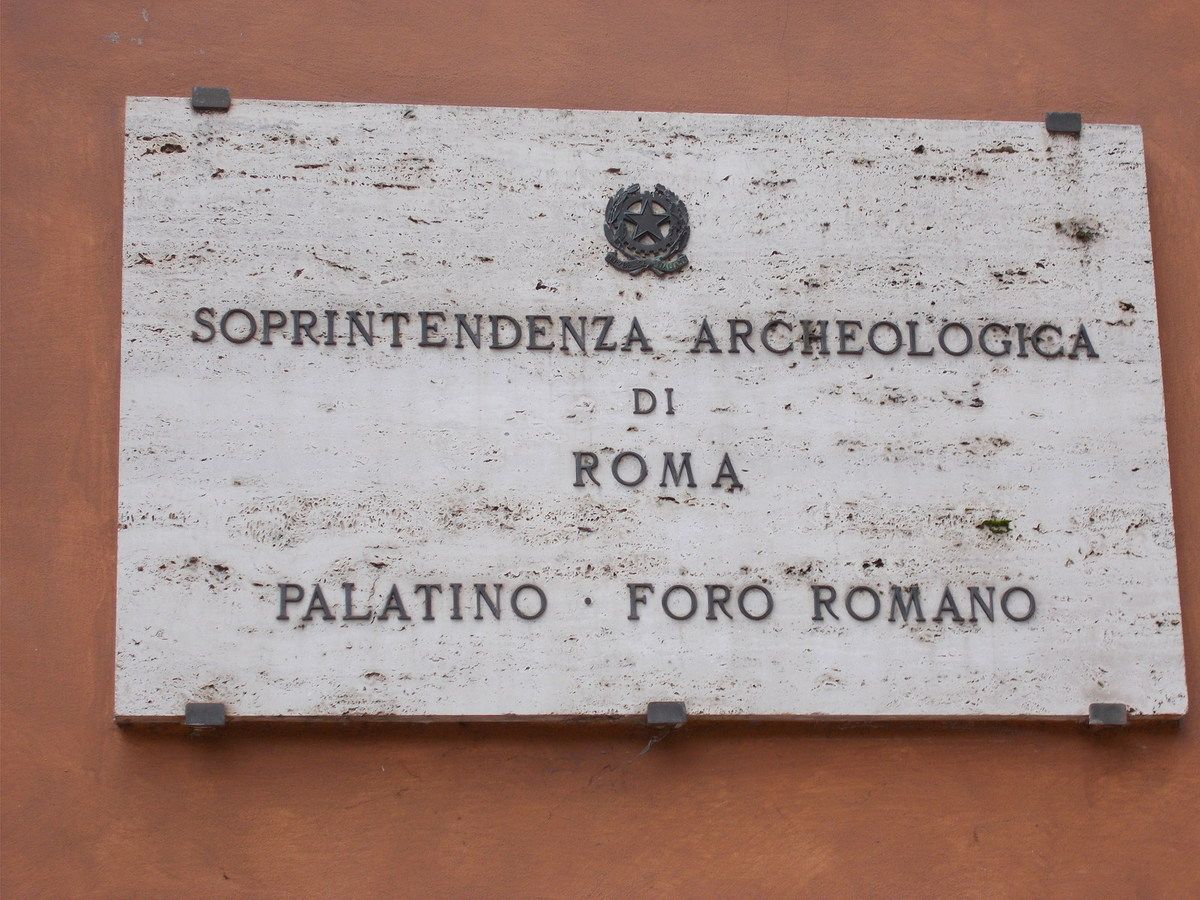 SOPRINTENDENZA ARCHEOLOGICA
DI
ROMA
PALATINO · FORO ROMANO